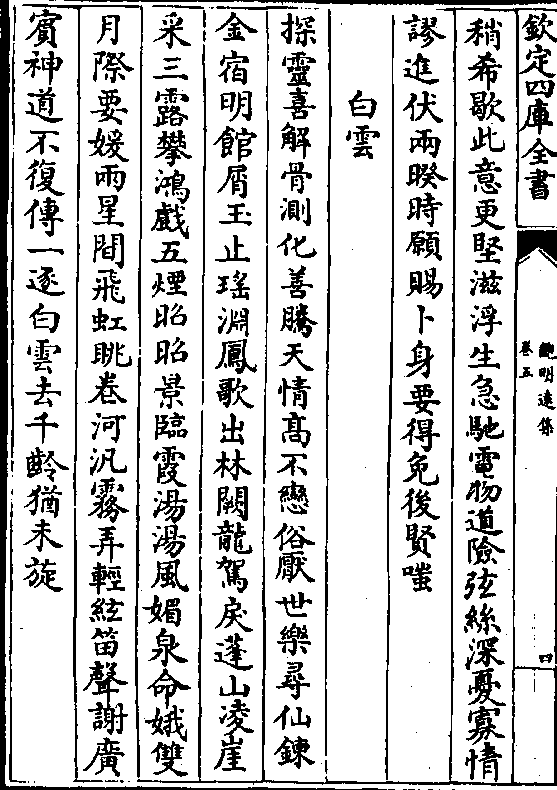 欽定四庫全書
鮑明遠集
卷五
四
稍希歇此意更堅滋浮生急馳電物道險弦絲深憂寡情
謬進伏兩暌時願賜卜身要得免後賢嗤
白雲
探靈喜解骨測化善騰天情髙不戀俗厭世樂尋仙鍊
金宿明館屑玉止瑤淵鳳歌出林闕龍駕戾蓬山凌崖
采三露攀鴻戲五煙昭昭景臨霞湯湯風媚泉命娥雙
月際要媛兩星間飛虹眺卷河汎霧弄輕絃笛聲謝廣
賔神道不復傳一逐白雲去千齡猶未旋